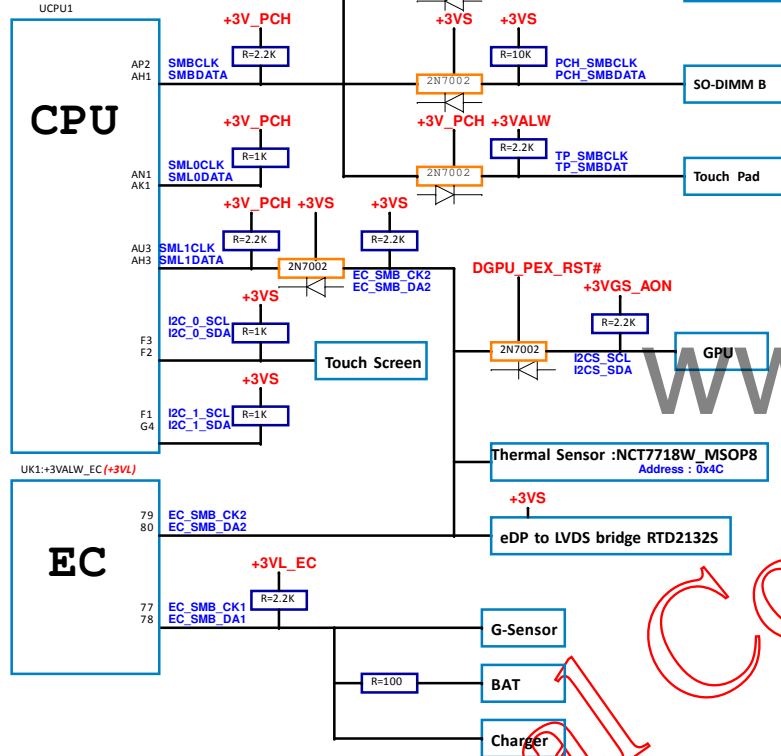 UCPU1
+3V_PCH
+3VS
+3VS
R=2.2K
R=10K
AP2
AH1
SMBCLK
SMBDATA
2N7002
PCH_SMBCLK
PCH_SMBDATA
SO-DIMM B
CPU
+3V_PCH
+3V_PCH
+3VALW
R=1K
R=2.2K
AN1
AK1
SML0CLK
SML0DATA
2N7002
TP_SMBCLK
TP_SMBDAT
Touch Pad
+3V_PCH
+3VS
+3VS
R=2.2K
R=2.2K
AU3
AH3
SML1CLK
SML1DATA
2N7002
EC_SMB_CK2
EC_SMB_DA2
DGPU_PEX_RST#
+3VGS_AON
R=2.2K
+3VS
I2C_0_SCL
I2C_0_SDA
R=1K
F3
F2
Touch Screen
2N7002
I2CS_SCL
I2CS_SDA
GPU
+3VS
F1
G4
I2C_1_SCL
I2C_1_SDA
R=1K
UK1:+3VALW_EC(+3VL)
Thermal Sensor :NCT7718W_MSOP8
Address : 0x4C
+3VS
79
80
EC_SMB_CK2
EC_SMB_DA2
eDP to LVDS bridge RTD2132S
EC
+3VL_EC
R=2.2K
77
78
EC_SMB_CK1
EC_SMB_DA1
G-Sensor
R=100
BAT
Charger